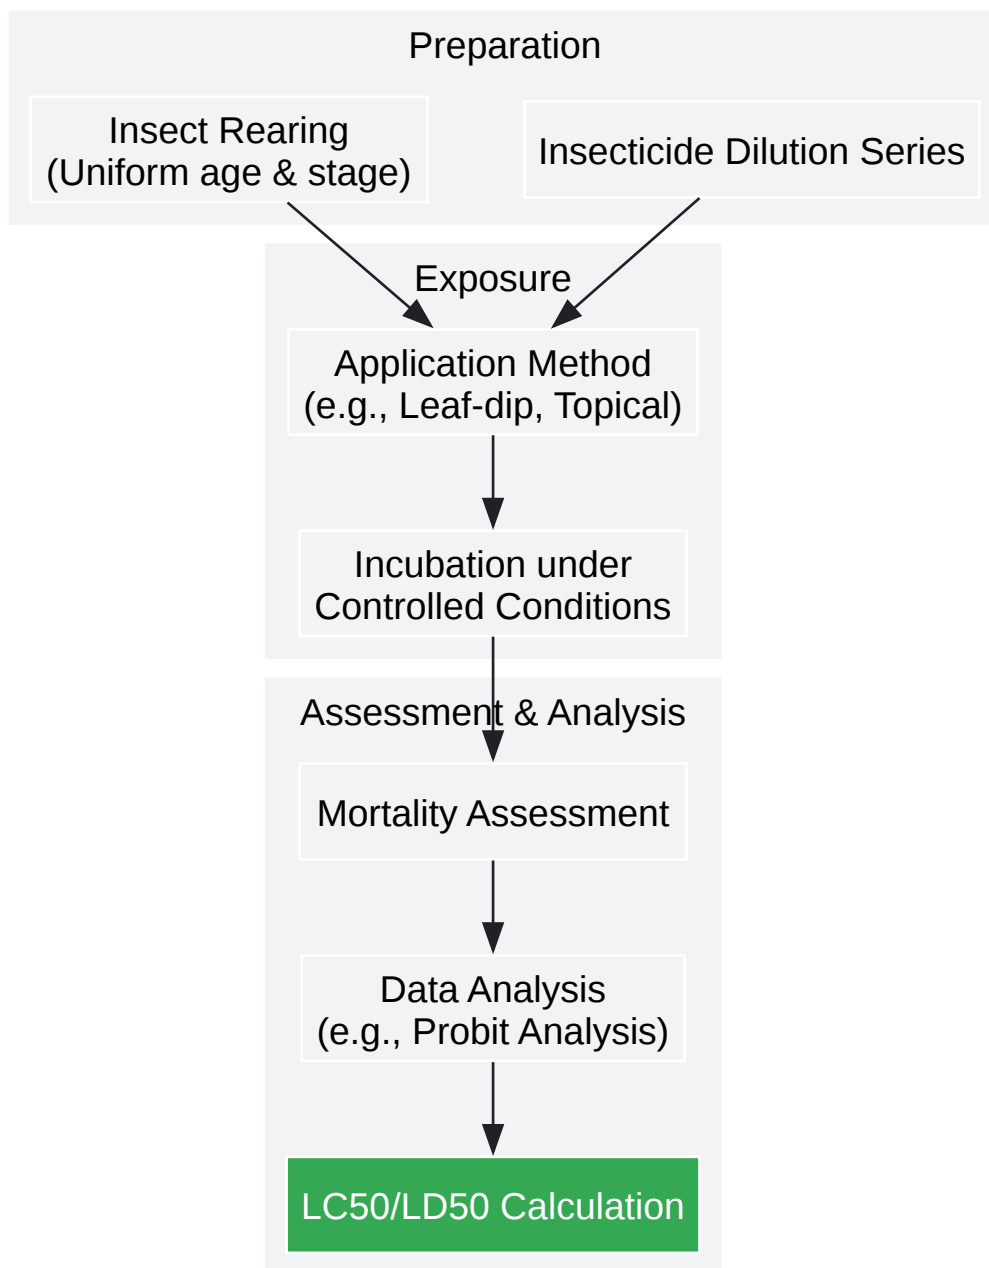 Preparation
Insect Rearing
(Uniform age & stage)
Insecticide Dilution Series
Exposure
Application Method
(e.g., Leaf-dip, Topical)
Incubation under
Controlled Conditions
Assessment & Analysis
Mortality Assessment
Data Analysis
(e.g., Probit Analysis)
LC50/LD50 Calculation